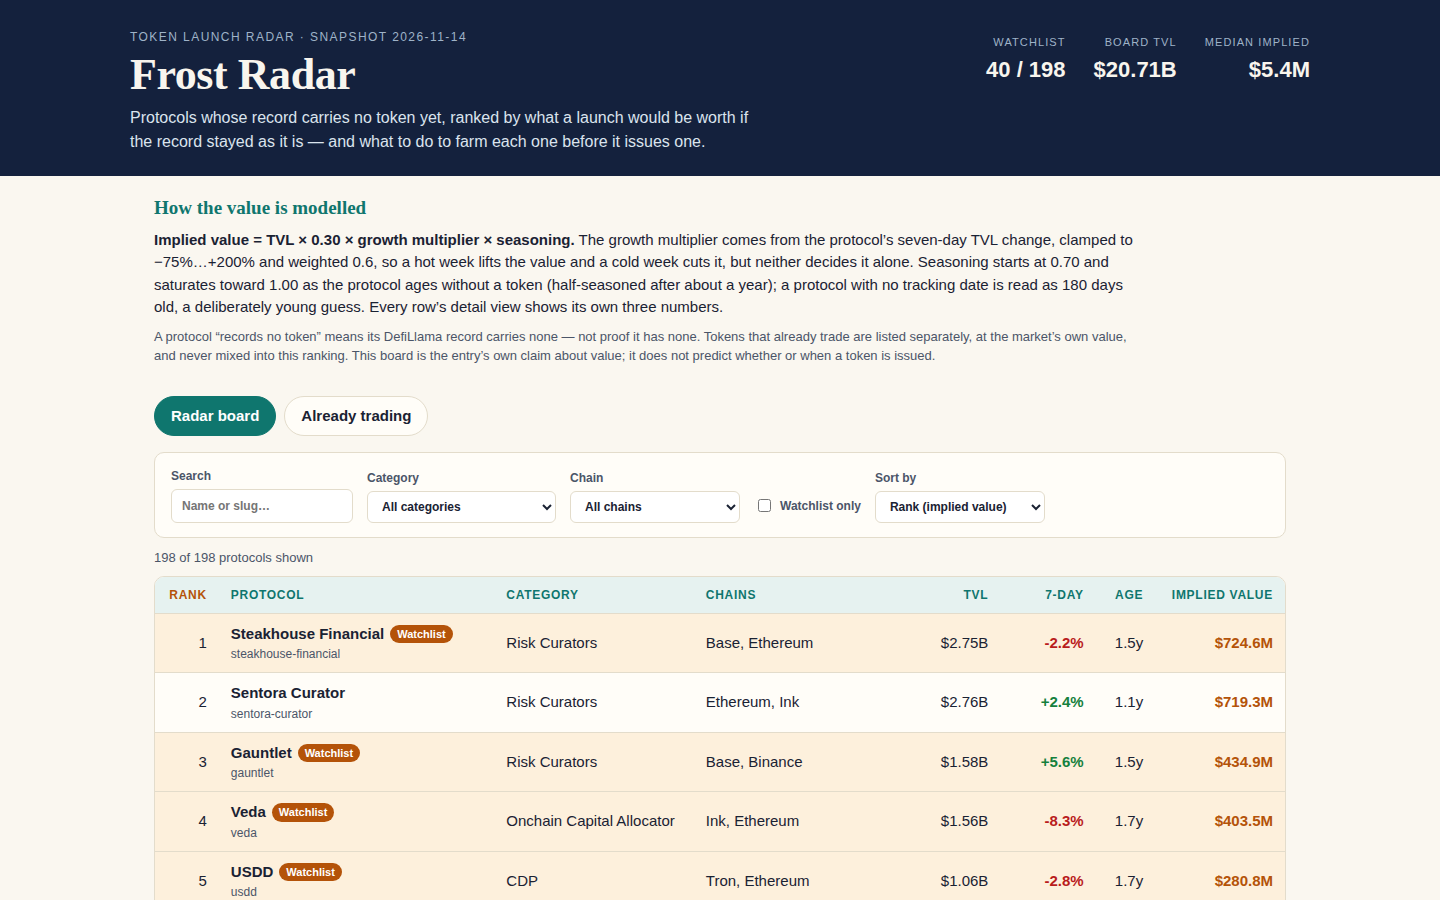 TOKEN LAUNCH RADAR · SNAPSHOT 2026-11-14
Frost Radar
Protocols whose record carries no token yet, ranked by what a launch would be worth if
the record stayed as it is — and what to do to farm each one before it issues one.
WATCHLIST
40 / 198
BOARD TVL
$20.71B
MEDIAN IMPLIED
$5.4M
How the value is modelled
Implied value = TVL × 0.30 × growth multiplier × seasoning. The growth multiplier comes from the protocol’s seven-day TVL change, clamped to
−75%…+200% and weighted 0.6, so a hot week lifts the value and a cold week cuts it, but neither decides it alone. Seasoning starts at 0.70 and
saturates toward 1.00 as the protocol ages without a token (half-seasoned after about a year); a protocol with no tracking date is read as 180 days
old, a deliberately young guess. Every row’s detail view shows its own three numbers.
A protocol “records no token” means its DefiLlama record carries none — not proof it has none. Tokens that already trade are listed separately, at the market’s own value,
and never mixed into this ranking. This board is the entry’s own claim about value; it does not predict whether or when a token is issued.
Radar board
Already trading
Search
Name or slug…
Category
All categories
Chain
All chains
Watchlist only
Sort by
Rank (implied value)
198 of 198 protocols shown
RANK PROTOCOL CATEGORY CHAINS TVL 7-DAY AGE IMPLIED VALUE
1 Steakhouse Financial Watchlist Risk Curators Base, Ethereum $2.75B -2.2% 1.5y $724.6M
steakhouse-financial
2 Sentora Curator Risk Curators Ethereum, Ink $2.76B +2.4% 1.1y $719.3M
sentora-curator
3 Gauntlet Watchlist Risk Curators Base, Binance $1.58B +5.6% 1.5y $434.9M
gauntlet
4 Veda Watchlist Onchain Capital Allocator Ink, Ethereum $1.56B -8.3% 1.7y $403.5M
veda
5 USDD Watchlist CDP Tron, Ethereum $1.06B -2.8% 1.7y $280.8M
usdd